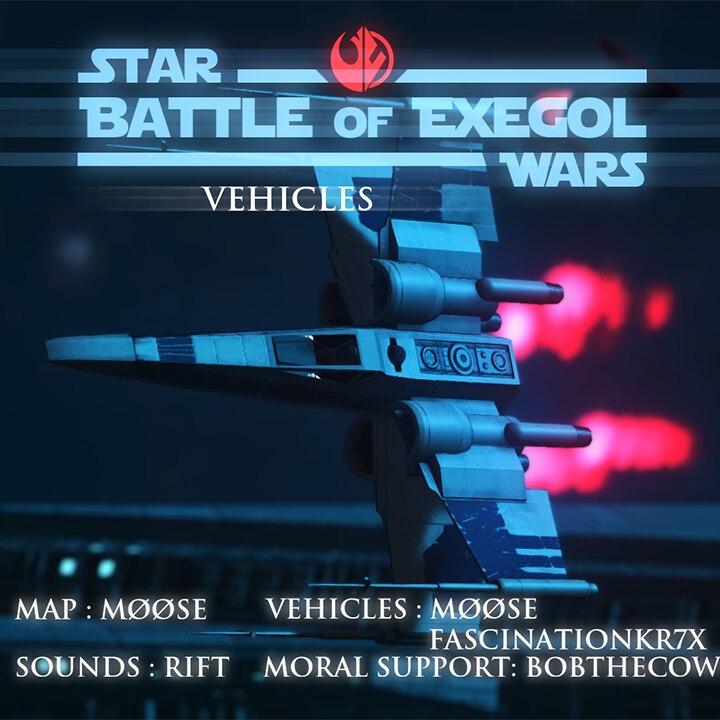 STAR
BATTLE OF EXEGOL
WARS
VEHICLES
MAP : MØØSE
VEHICLES : MØØSE
FASCINATIONKR7X
SOUNDS : RIFT
MORAL SUPPORT: BOBTHECOW